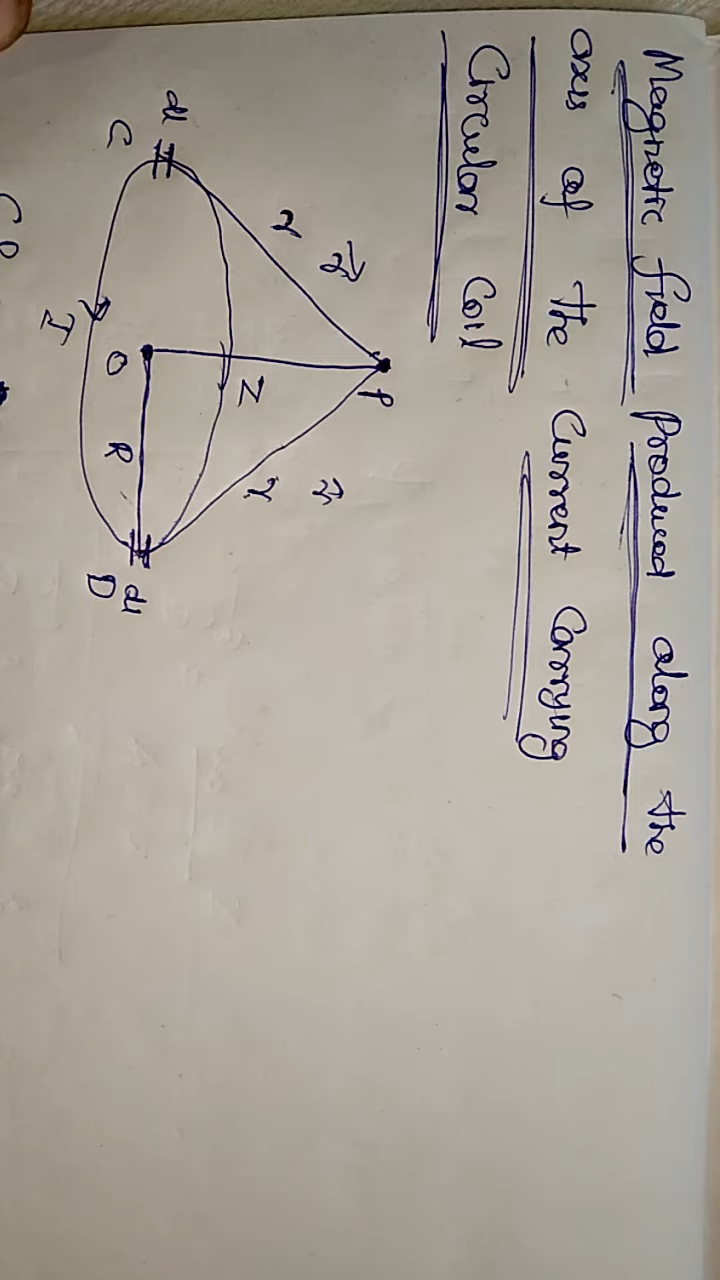 Magnetic field Produced along the
axis of the Current Carrying
Circular Coil
P
r r⃗
r r⃗
Z
dl
C
O
R
dl
D
I